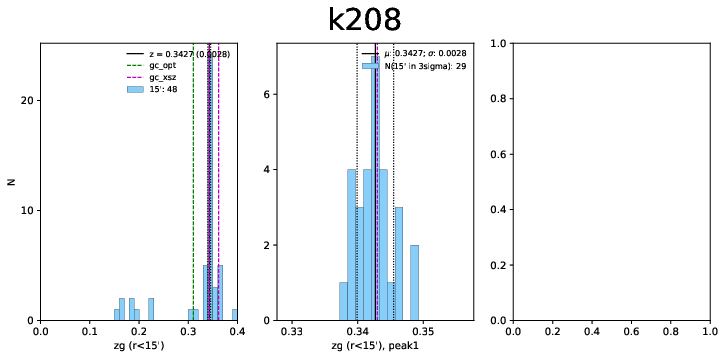 k208
z = 0.3427 (0.0028)
gc_opt
gc_xsz
15': 48
N
20
10
0
0.0 0.1 0.2 0.3 0.4
zg (r<15')
μ: 0.3427; σ: 0.0028
N(15' in 3sigma): 29
6
4
2
0
0.33 0.34 0.35
zg (r<15'), peak1
1.0
0.8
0.6
0.4
0.2
0.0
0.0 0.2 0.4 0.6 0.8 1.0